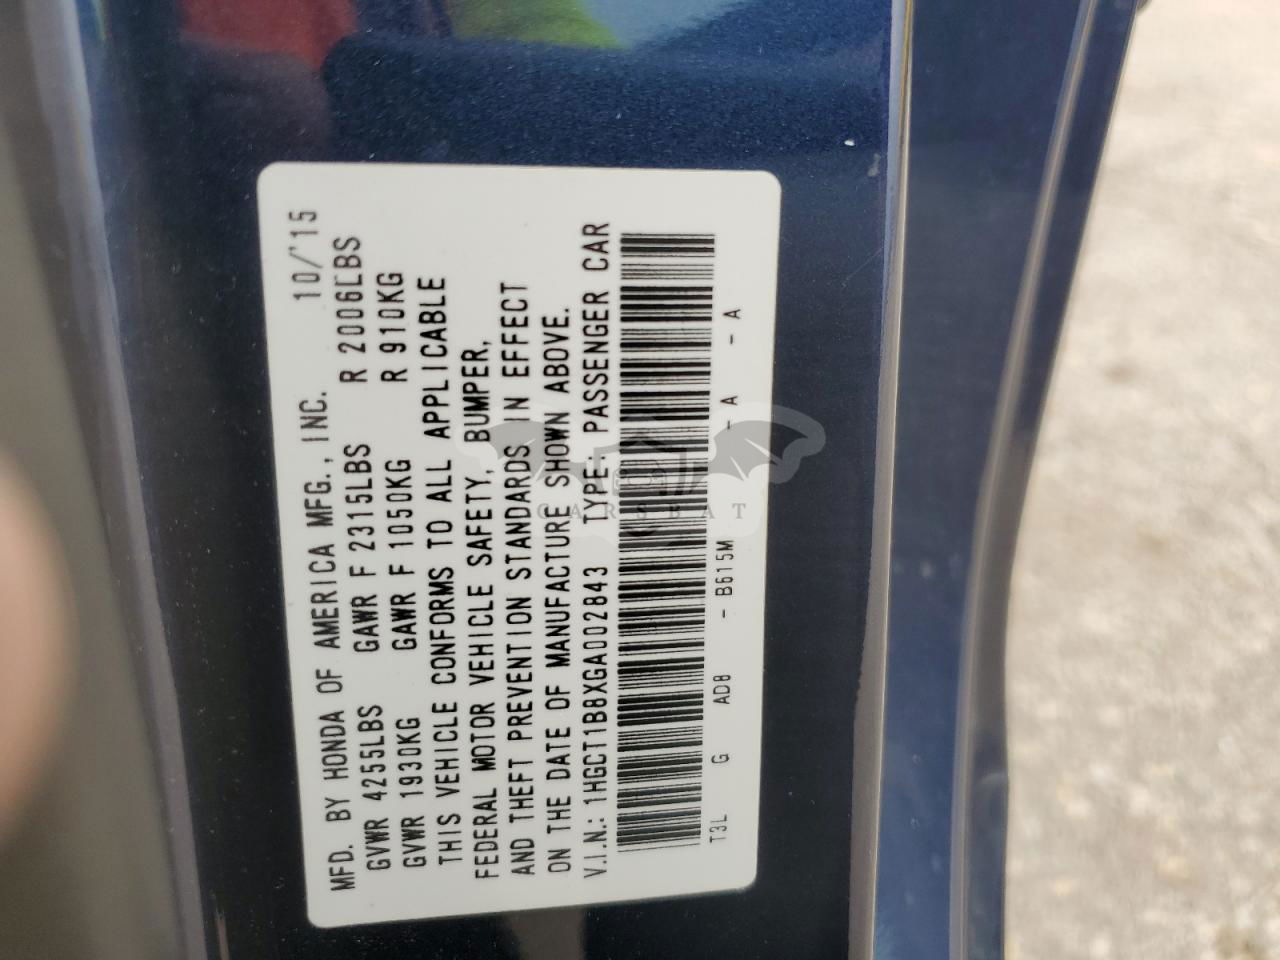 MFD. BY HONDA OF AMERICA MFG., INC. 10/'15
GVWR 4255LBS GAWR F 2315LBS R 2006LBS
GVWR 1930KG GAWR F 1050KG R 910KG
THIS VEHICLE CONFORMS TO ALL APPLICABLE
FEDERAL MOTOR VEHICLE SAFETY, BUMPER,
AND THEFT PREVENTION STANDARDS IN EFFECT
ON THE DATE OF MANUFACTURE SHOWN ABOVE.
V.I.N.: 1HGCT1B8XGA002843 TYPE: PASSENGER CAR
T3L G AD8 - B615M - A - A
CARSBAT